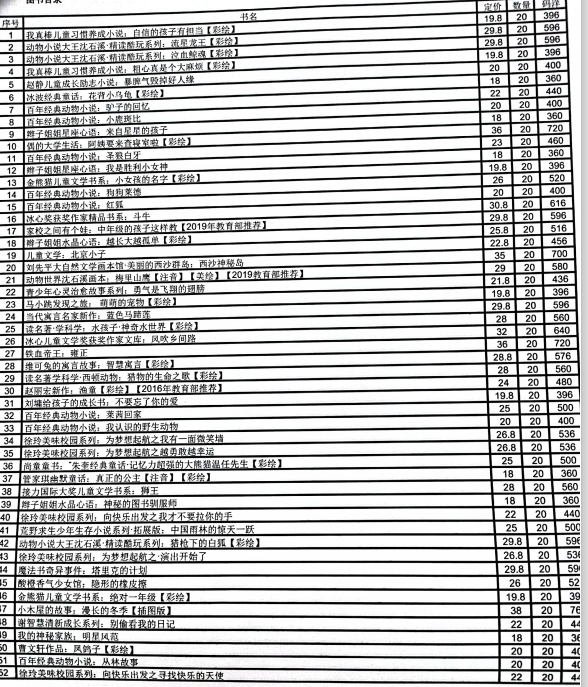 图书目录
序号 书名 定价 数量 码洋
1 我真棒儿童习惯养成小说：自信的孩子有担当【彩绘】 19.8 20 396
2 动物小说大王沈石溪·精读酷玩系列：流星龙王【彩绘】 29.8 20 596
3 动物小说大王沈石溪·精读酷玩系列：泣血鲸魂【彩绘】 29.8 20 596
4 我真棒儿童习惯养成小说：粗心真是个大麻烦【彩绘】 19.8 20 396
5 赵静儿童成长励志小说：暴脾气毁掉好人缘 20 20 400
6 冰波经典童话：花背小乌龟【彩绘】 18 20 360
7 百年经典动物小说：驴子的回忆 22 20 440
8 百年经典动物小说：小鹿斑比 20 20 400
9 辫子姐姐星座心语：来自星星的孩子 18 20 360
10 偶的大学生活：阿姨要来查寝室啦【彩绘】 36 20 720
11 百年经典动物小说：圣狼白牙 23 20 460
12 辫子姐姐星座心语：我是胜利小女神 18 20 360
13 金熊猫儿童文学书系：小女孩的名字【彩绘】 19.8 20 396
14 百年经典动物小说：狗狗莱德 26 20 520
15 百年经典动物小说：红狐 20 20 400
16 冰心奖获奖作家精品书系：斗牛 30.8 20 616
17 家校之间有个娃：中年级的孩子这样教【2019年教育部推荐】 29.8 20 596
18 辫子姐姐水晶心语：越长大越孤单【彩绘】 25.8 20 516
19 儿童文学：北京小子 22.8 20 456
20 刘先平大自然文学画本馆·美丽的西沙群岛：西沙神秘岛 35 20 700
21 动物世界沈石溪画本：梅里山鹰【注音】【美绘】【2019教育部推荐】 29 20 580
22 青少年心灵治愈故事系列：勇气是飞翔的翅膀 21.8 20 436
23 马小跳发现之旅：萌萌的宠物【彩绘】 19.8 20 396
24 当代寓言名家新作：蓝色马蹄莲 29.8 20 596
25 读名著·学科学：水孩子·神奇水世界【彩绘】 28 20 560
26 冰心儿童文学奖获奖作家文库：风吹乡间路 32 20 640
27 铁血帝王：雍正 36 20 720
28 维可兔的寓言故事：智慧寓言【彩绘】 28.8 20 576
29 读名著学科学·西顿动物：猎物的生命之歌【彩绘】 28 20 560
30 赵丽宏新作：渔童【彩绘】【2016年教育部推荐】 24 20 480
31 刘墉给孩子的成长书：不要忘了你的爱 19.8 20 396
32 百年经典动物小说：莱茜回家 25 20 500
33 百年经典动物小说：我认识的野生动物 20 20 400
34 徐玲美味校园系列：为梦想起航之我有一面微笑墙 26.8 20 536
35 徐玲美味校园系列：为梦想起航之越勇敢越幸运 26.8 20 536
36 尚童童书："朱奎经典童话·记忆力超强的大熊猫温任先生【彩绘】 25 20 500
37 管家琪幽默童话：真正的公主【注音】【彩绘】 18 20 360
38 接力国际大奖儿童文学书系：狮王 28 20 560
39 辫子姐姐水晶心语：神秘的图书驯服师 18 20 360
40 徐玲美味校园系列：向快乐出发之我才不要拉你的手 22 20 440
41 荒野求生少年生存小说系列·拓展版：中国雨林的惊天一跃 25 20 500
42 动物小说大王沈石溪·精读酷玩系列：猎枪下的白狐【彩绘】 29.8 20 596
43 徐玲美味校园系列：为梦想起航之·演出开始了 26.8 20 53
44 魔法书奇异事件：塔里克的计划 29.8 20 59
45 酸橙香气少女馆：隐形的橡皮擦 26 20 52
46 金熊猫儿童文学书系：绝对一年级【彩绘】 19.8 20 39
47 小木屋的故事：漫长的冬季【插图版】 38 20 76
48 谢智慧清新成长系列：别偷看我的日记 22 20 44
49 我的神秘家族：明星风范 18 20 36
50 曹文轩作品：凤鸽子【彩绘】 20 20 40
51 百年经典动物小说：丛林故事 20 20 40
52 徐玲美味校园系列：向快乐出发之寻找快乐的天使 22 20 44